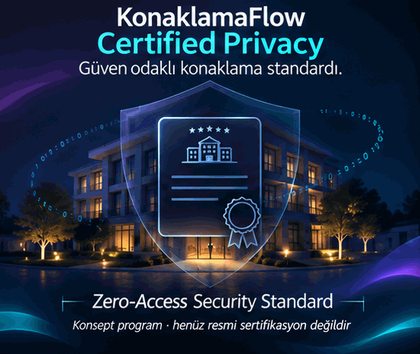 KonaklamaFlow
Certified Privacy
Güven odaklı konaklama standardı.
Zero-Access Security Standard
Konsept program · henüz resmi sertifikasyon değildir